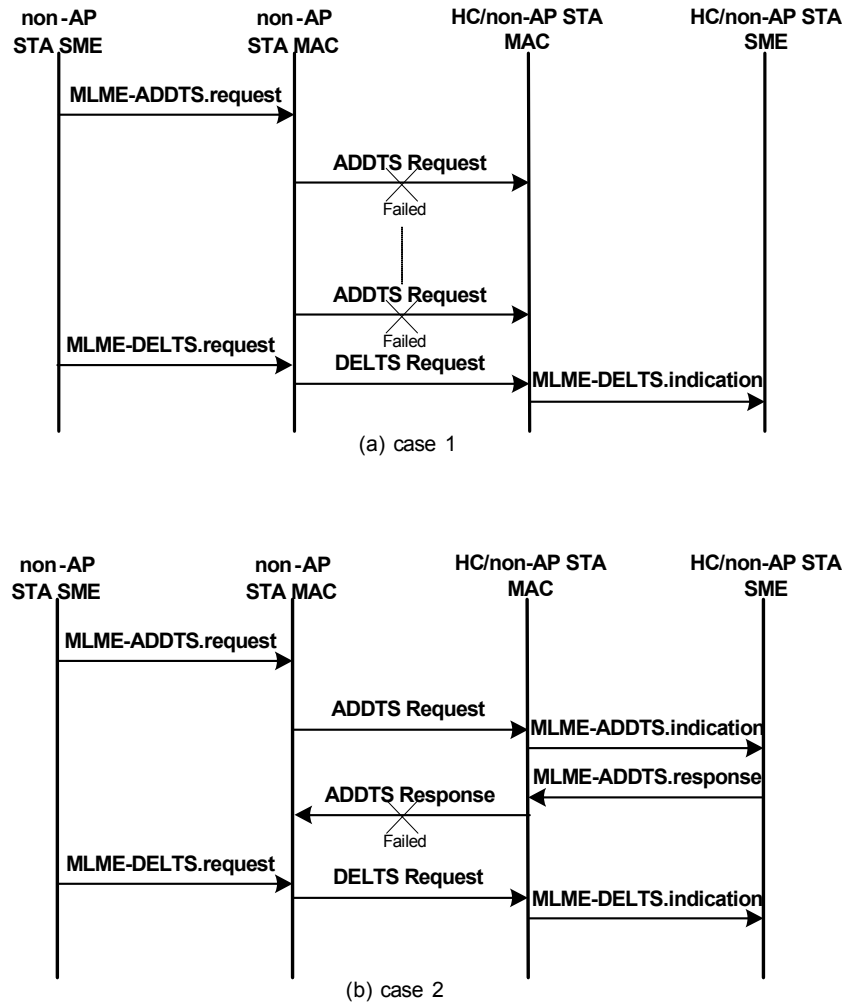 non-AP
STA SME
non-AP
STA MAC
HC/non-AP STA
MAC
HC/non-AP STA
SME
MLME-ADDTS.request
ADDTS Request
Failed
ADDTS Request
Failed
MLME-DELTS.request
DELTS Request
MLME-DELTS.indication
(a) case 1
non-AP
STA SME
non-AP
STA MAC
HC/non-AP STA
MAC
HC/non-AP STA
SME
MLME-ADDTS.request
ADDTS Request
MLME-ADDTS.indication
MLME-ADDTS.response
ADDTS Response
Failed
MLME-DELTS.request
DELTS Request
MLME-DELTS.indication
(b) case 2